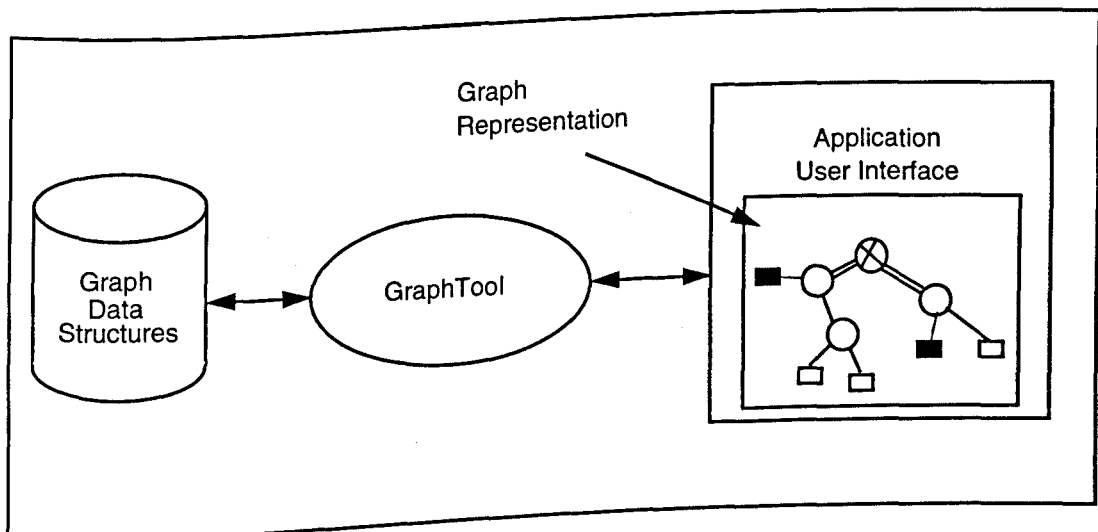 Graph
Representation
Application
User Interface
Graph
Data
Structures
GraphTool